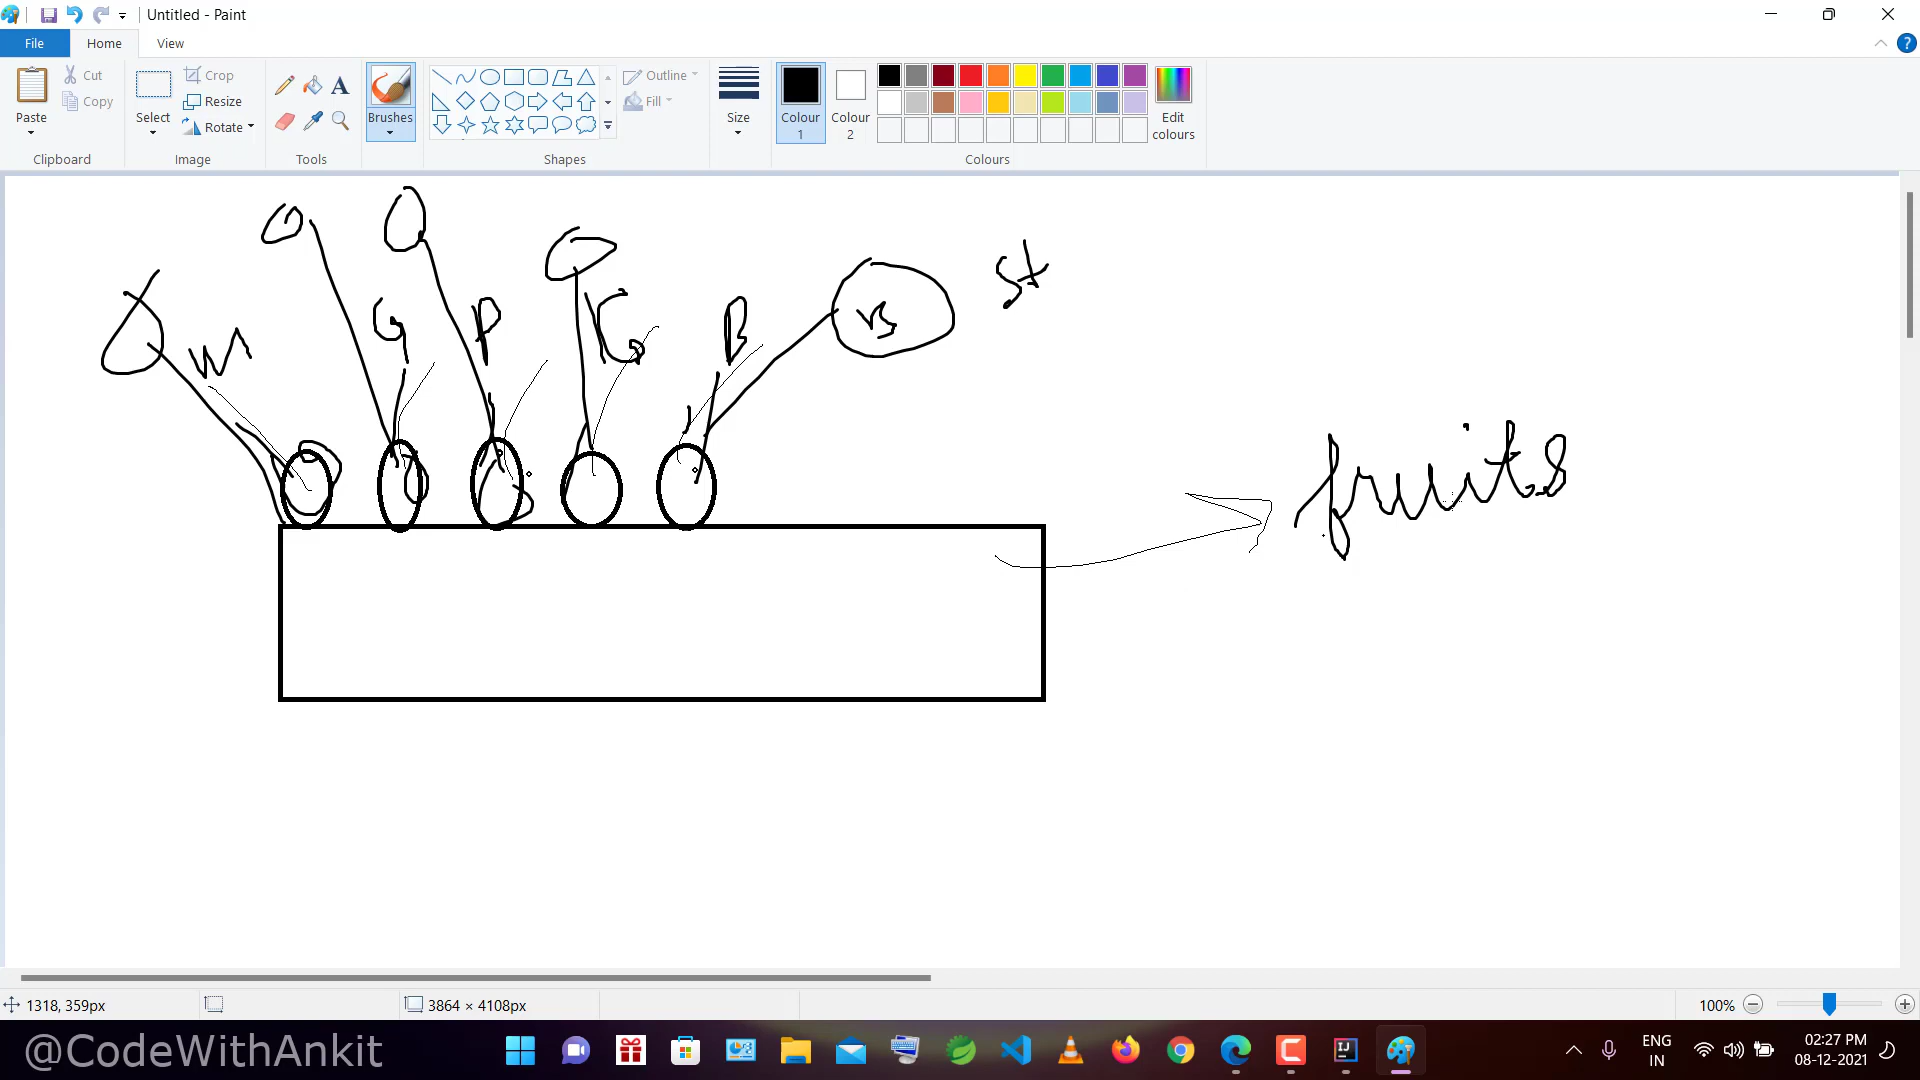 Untitled - Paint
File Home View
Cut
Copy
Paste
Clipboard
Crop
Resize
Rotate
Select
Image
Tools
Brushes
Outline
Fill
Shapes
Size
Colour 1
Colour 2
Edit colours
Colours
M G P G B
B
St
fruits
1318, 359px
3864 × 4108px
100%
@CodeWithAnkit
ENG
IN
02:27 PM
08-12-2021